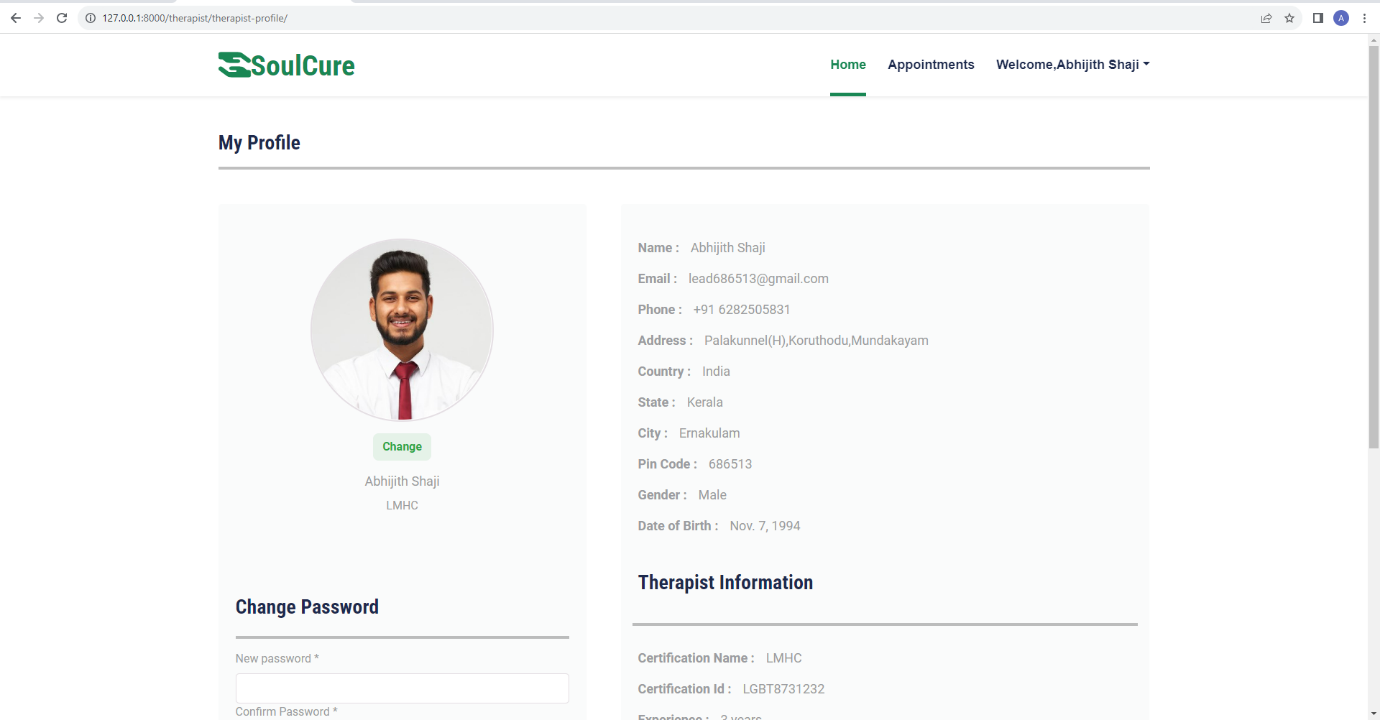 127.0.0.1:8000/therapist/therapist-profile/
A
SoulCure
Home Appointments Welcome,Abhijith Shaji
My Profile
Change
Abhijith Shaji
LMHC
Change Password
New password *
Confirm Password *
Name : Abhijith Shaji
Email : lead686513@gmail.com
Phone : +91 6282505831
Address : Palakunnel(H),Koruthodu,Mundakayam
Country : India
State : Kerala
City : Ernakulam
Pin Code : 686513
Gender : Male
Date of Birth : Nov. 7, 1994
Therapist Information
Certification Name : LMHC
Certification Id : LGBT8731232
Experience : 3 years